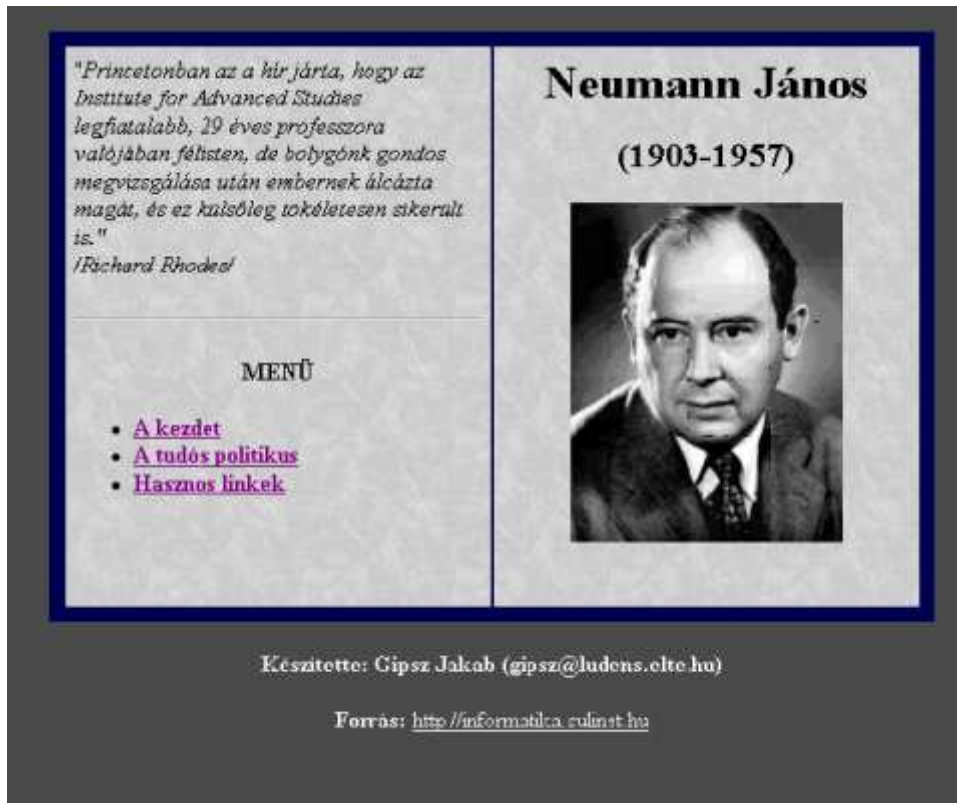 "Princetonban az a hír járta, hogy az
Institute for Advanced Studies
legfiatalabb, 29 éves professzora
valójában félisten, de bolygónk gondos
megvizsgálása után embernek álcázta
magát, és ez külsőleg tökéletesen sikerült
is."
/Richard Rhodes/
MENÜ
A kezdet
A tudós politikus
Hasznos linkek
Neumann János
(1903-1957)
Készítette: Gipsz Jakab (gipsz@ludens.elte.hu)
Forrás: http://informatika.sulinet.hu